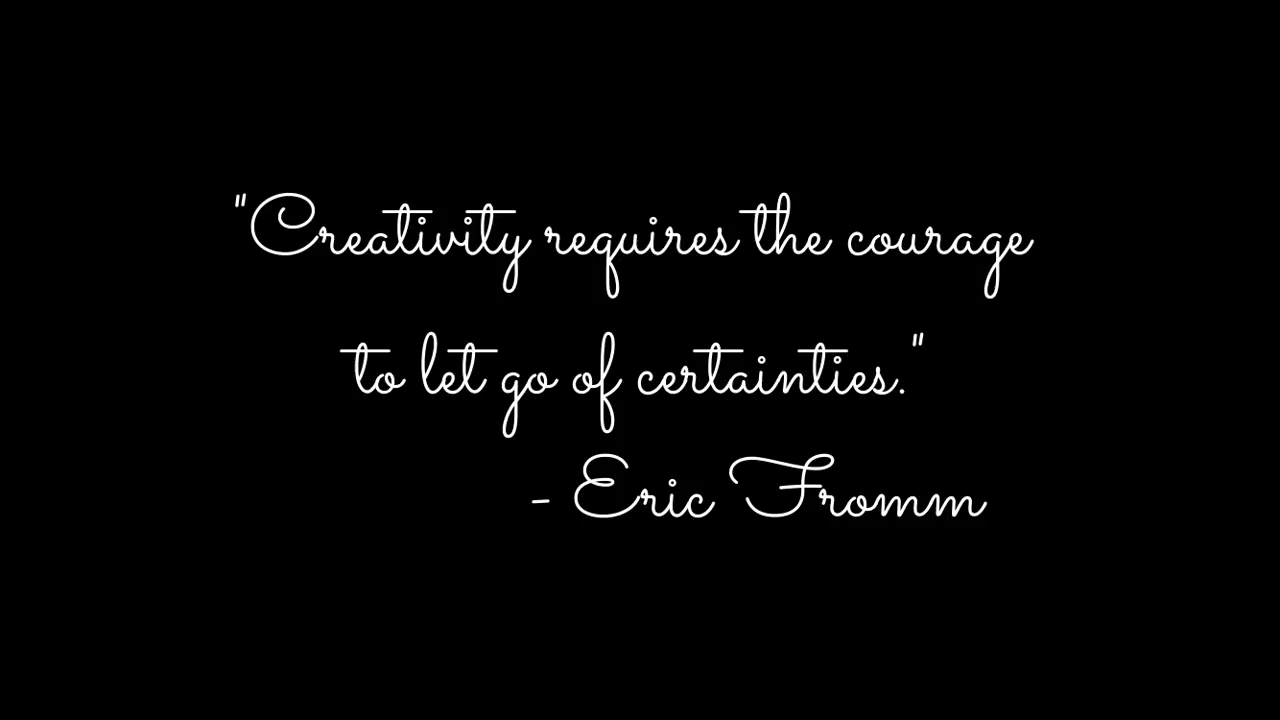 "Creativity requires the courage
to let go of certainties."
- Eric Fromm